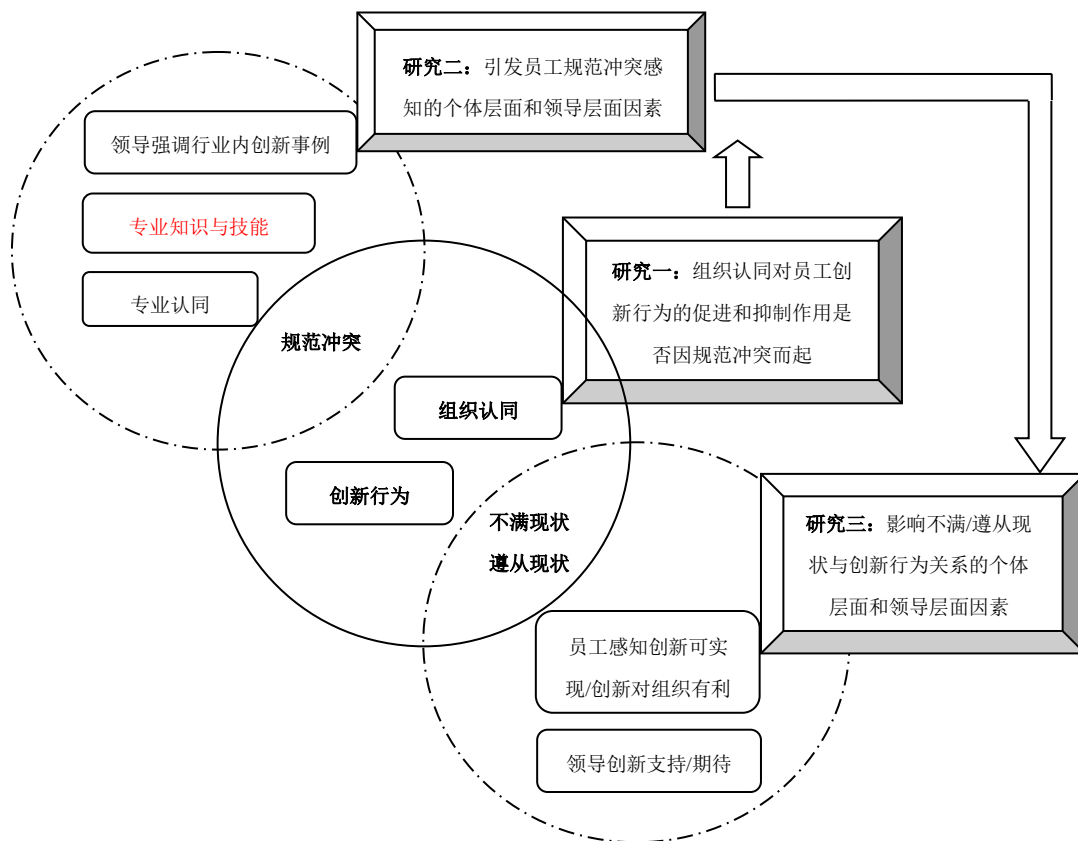 研究二：引发员工规范冲突感
知的个体层面和领导层面因素
领导强调行业内创新事例
专业知识与技能
专业认同
研究一：组织认同对员工创
新行为的促进和抑制作用是
否因规范冲突而起
规范冲突
组织认同
创新行为
不满现状
遵从现状
研究三：影响不满/遵从现
状与创新行为关系的个体
层面和领导层面因素
员工感知创新可实
现/创新对组织有利
领导创新支持/期待